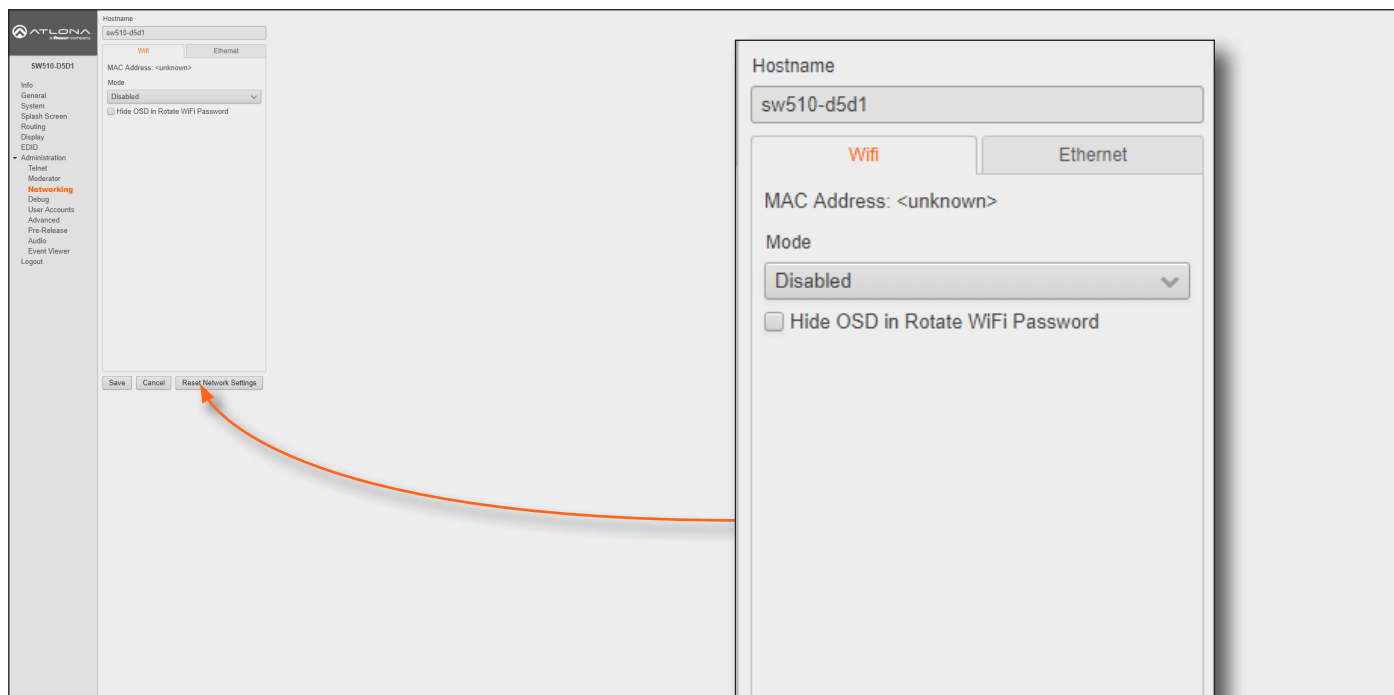 ATLONA
a Panduit company
SW510-D5D1
Info
General
System
Splash Screen
Routing
Display
EDID
Administration
Telnet
Moderator
Networking
Debug
User Accounts
Advanced
Pre-Release
Audio
Event Viewer
Logout
Hostname
sw510-d5d1
Wifi Ethernet
MAC Address: <unknown>
Mode
Disabled
Hide OSD in Rotate WiFi Password
Save Cancel Reset Network Settings
Hostname
sw510-d5d1
Wifi Ethernet
MAC Address: <unknown>
Mode
Disabled
Hide OSD in Rotate WiFi Password